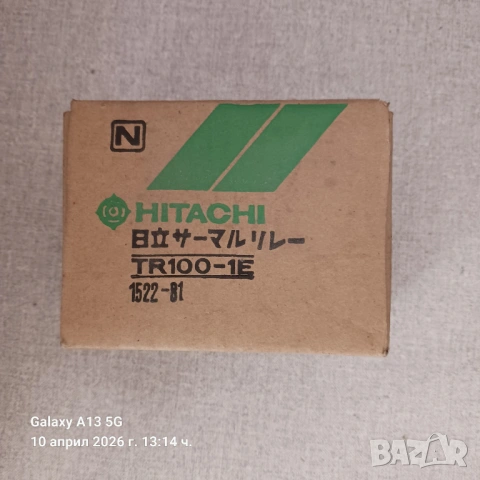 N
HITACHI
日立サーマルリレー
TR100-1E
1522-81
Galaxy A13 5G
10 април 2026 г. 13:14 ч.
BAZAR